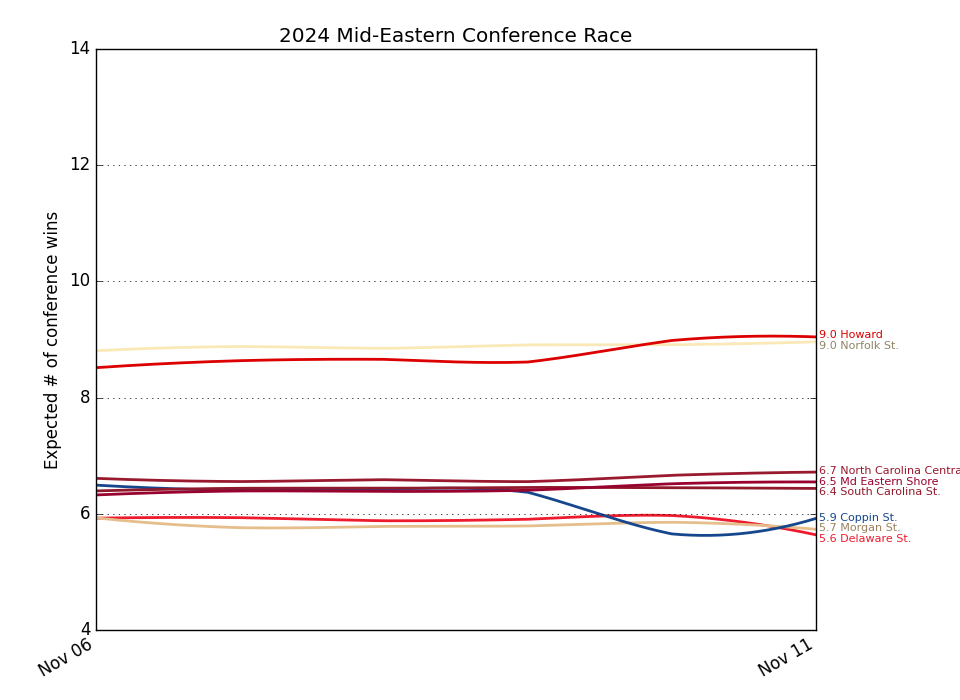 2024 Mid-Eastern Conference Race
Expected # of conference wins
14
12
10
8
6
4
Nov 06
Nov 11
9.0 Howard
9.0 Norfolk St.
6.7 North Carolina Centra
6.5 Md Eastern Shore
6.4 South Carolina St.
5.9 Coppin St.
5.7 Morgan St.
5.6 Delaware St.